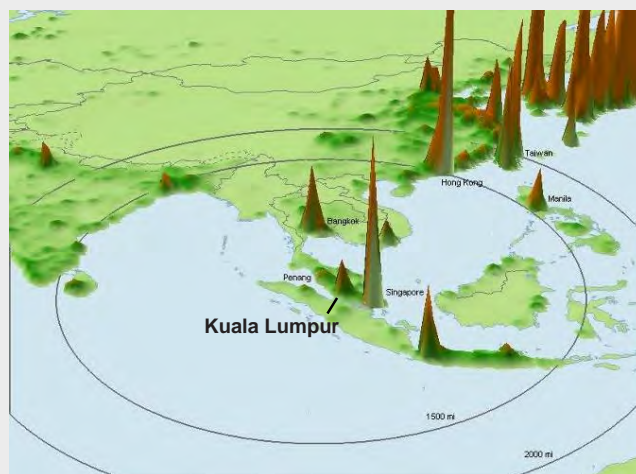 Taiwan
Hong Kong
Manila
Bangkok
Penang
Singapore
Kuala Lumpur
1500 mi
2000 mi